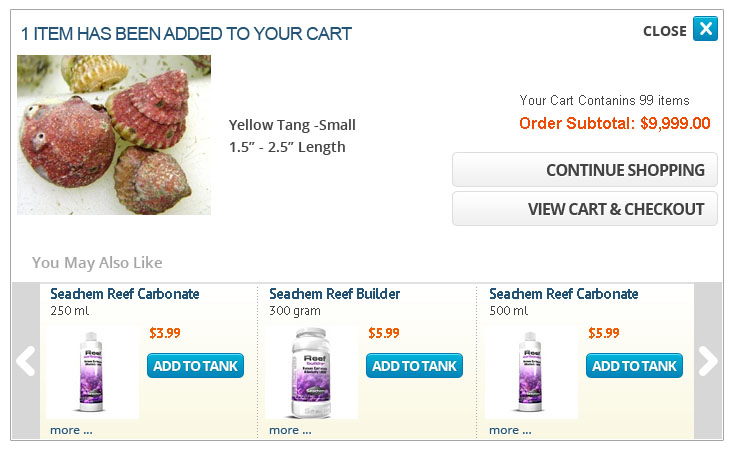 1 ITEM HAS BEEN ADDED TO YOUR CART
CLOSE X
Yellow Tang -Small
1.5” - 2.5” Length
Your Cart Contanins 99 items
Order Subtotal: $9,999.00
CONTINUE SHOPPING
VIEW CART & CHECKOUT
You May Also Like
Seachem Reef Carbonate
250 ml
$3.99
Reef
ADD TO TANK
more ...
Seachem Reef Builder
300 gram
$5.99
Reef
ADD TO TANK
more ...
Seachem Reef Carbonate
500 ml
$5.99
Reef
ADD TO TANK
more ...